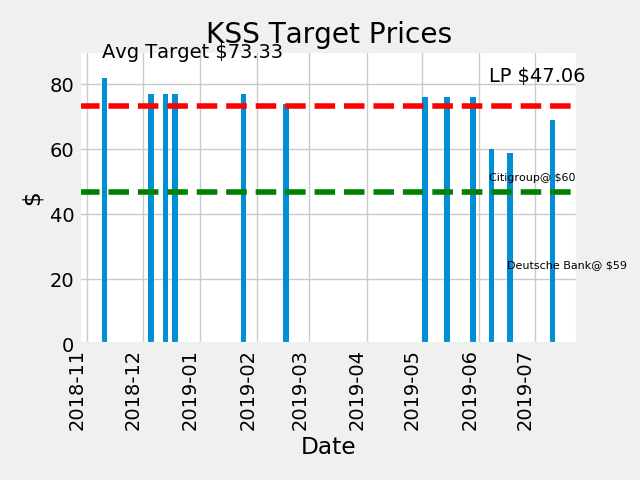 KSS Target Prices
Avg Target $73.33
LP $47.06
80
60
40
20
0
$
Citigroup@ $60
Deutsche Bank@ $59
2018-11
2018-12
2019-01
2019-02
2019-03
2019-04
2019-05
2019-06
2019-07
Date